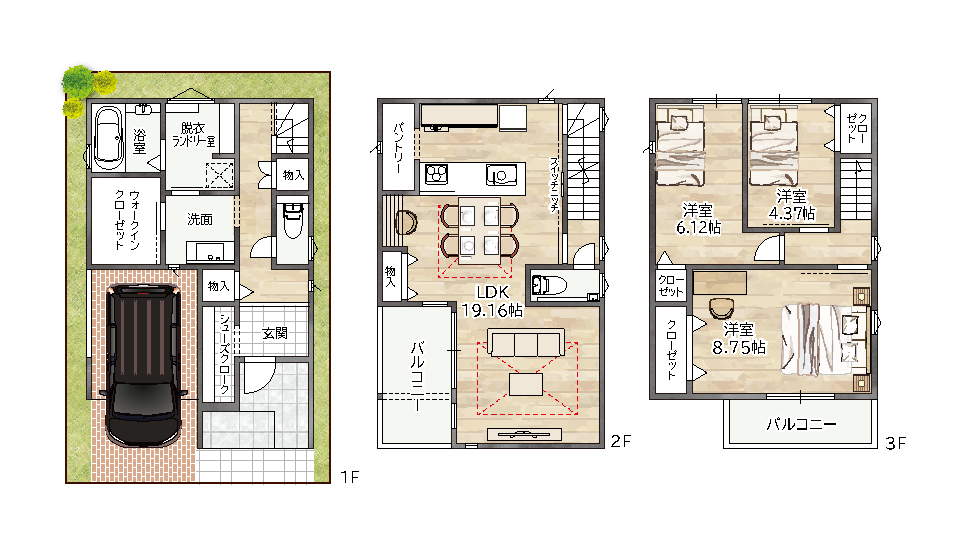 浴室
脱衣
ランドリー室
物入
ウォークイン
クローゼット
洗面
物入
シューズクローク
玄関
1F
パントリー
スイッチニッチ
物入
LDK
19.16帖
バルコニー
2F
クローゼット
洋室
6.12帖
洋室
4.37帖
クローゼット
クローゼット
洋室
8.75帖
バルコニー
3F